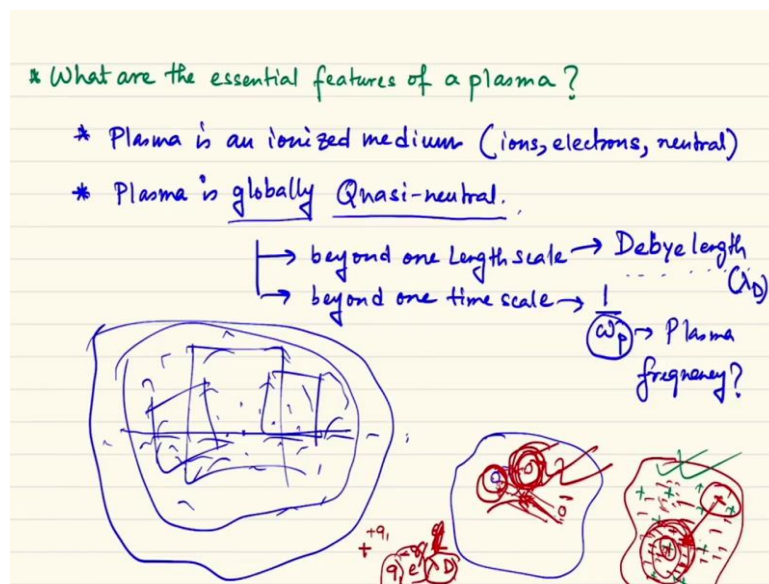 * What are the essential features of a plasma?
* Plasma is an ionized medium (ions, electrons, neutral)
* Plasma is globally Quasi-neutral.
→ beyond one Length scale → Debye length (λD)
→ beyond one time scale → 1/ωp → Plasma frequency?
+q1